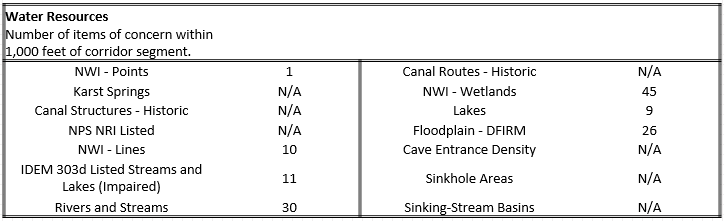 Water Resources
Number of items of concern within
1,000 feet of corridor segment.
NWI - Points 1 Canal Routes - Historic N/A
Karst Springs N/A NWI - Wetlands 45
Canal Structures - Historic N/A Lakes 9
NPS NRI Listed N/A Floodplain - DFIRM 26
NWI - Lines 10 Cave Entrance Density N/A
IDEM 303d Listed Streams and
Lakes (Impaired) 11 Sinkhole Areas N/A
Rivers and Streams 30 Sinking-Stream Basins N/A